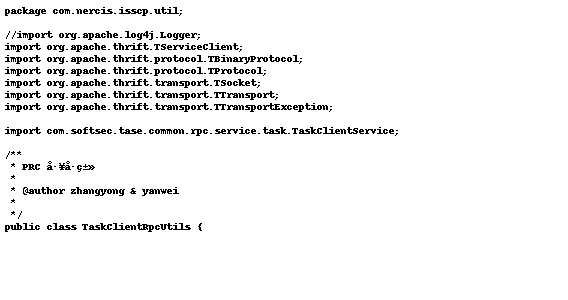 package com.nercis.isscp.util;
//import org.apache.log4j.Logger;
import org.apache.thrift.TServiceClient;
import org.apache.thrift.protocol.TBinaryProtocol;
import org.apache.thrift.protocol.TProtocol;
import org.apache.thrift.transport.TSocket;
import org.apache.thrift.transport.TTransport;
import org.apache.thrift.transport.TTransportException;
import com.softsec.tase.common.rpc.service.task.TaskClientService;
/**
 * PRC å·¥å·ç±»
 *
 * @author zhangyong & yanwei
 *
 */
public class TaskClientRpcUtils {